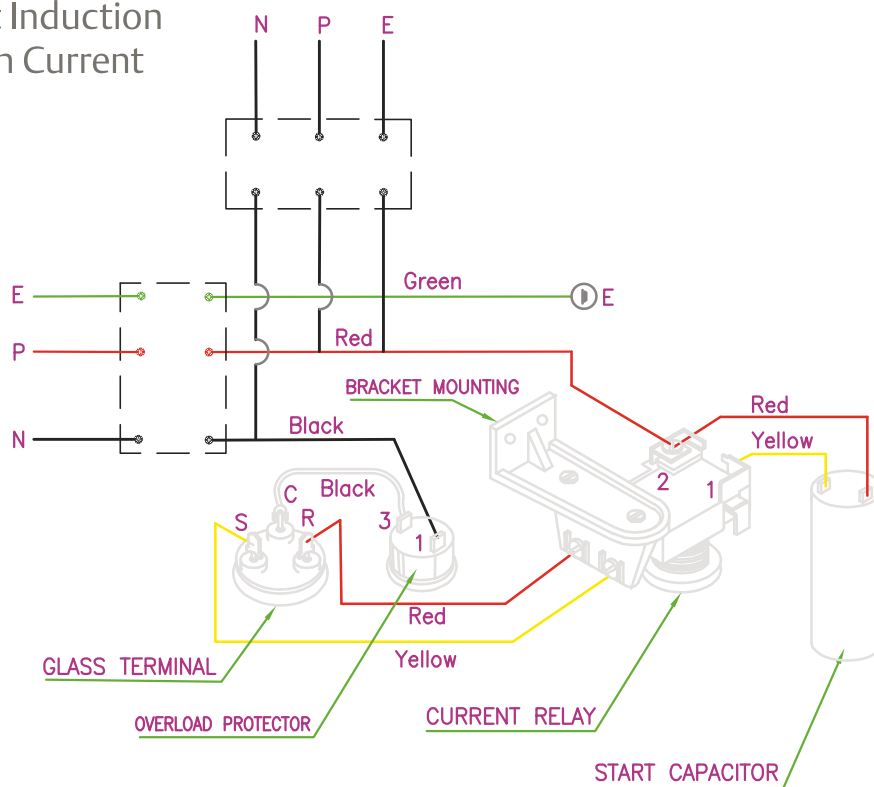 Induction
Current
N P E
Green
E
E
Red
P
BRACKET MOUNTING
Red
Black
Yellow
N
2
1
C
Black
S
R
3
1
Red
Yellow
GLASS TERMINAL
OVERLOAD PROTECTOR
CURRENT RELAY
START CAPACITOR